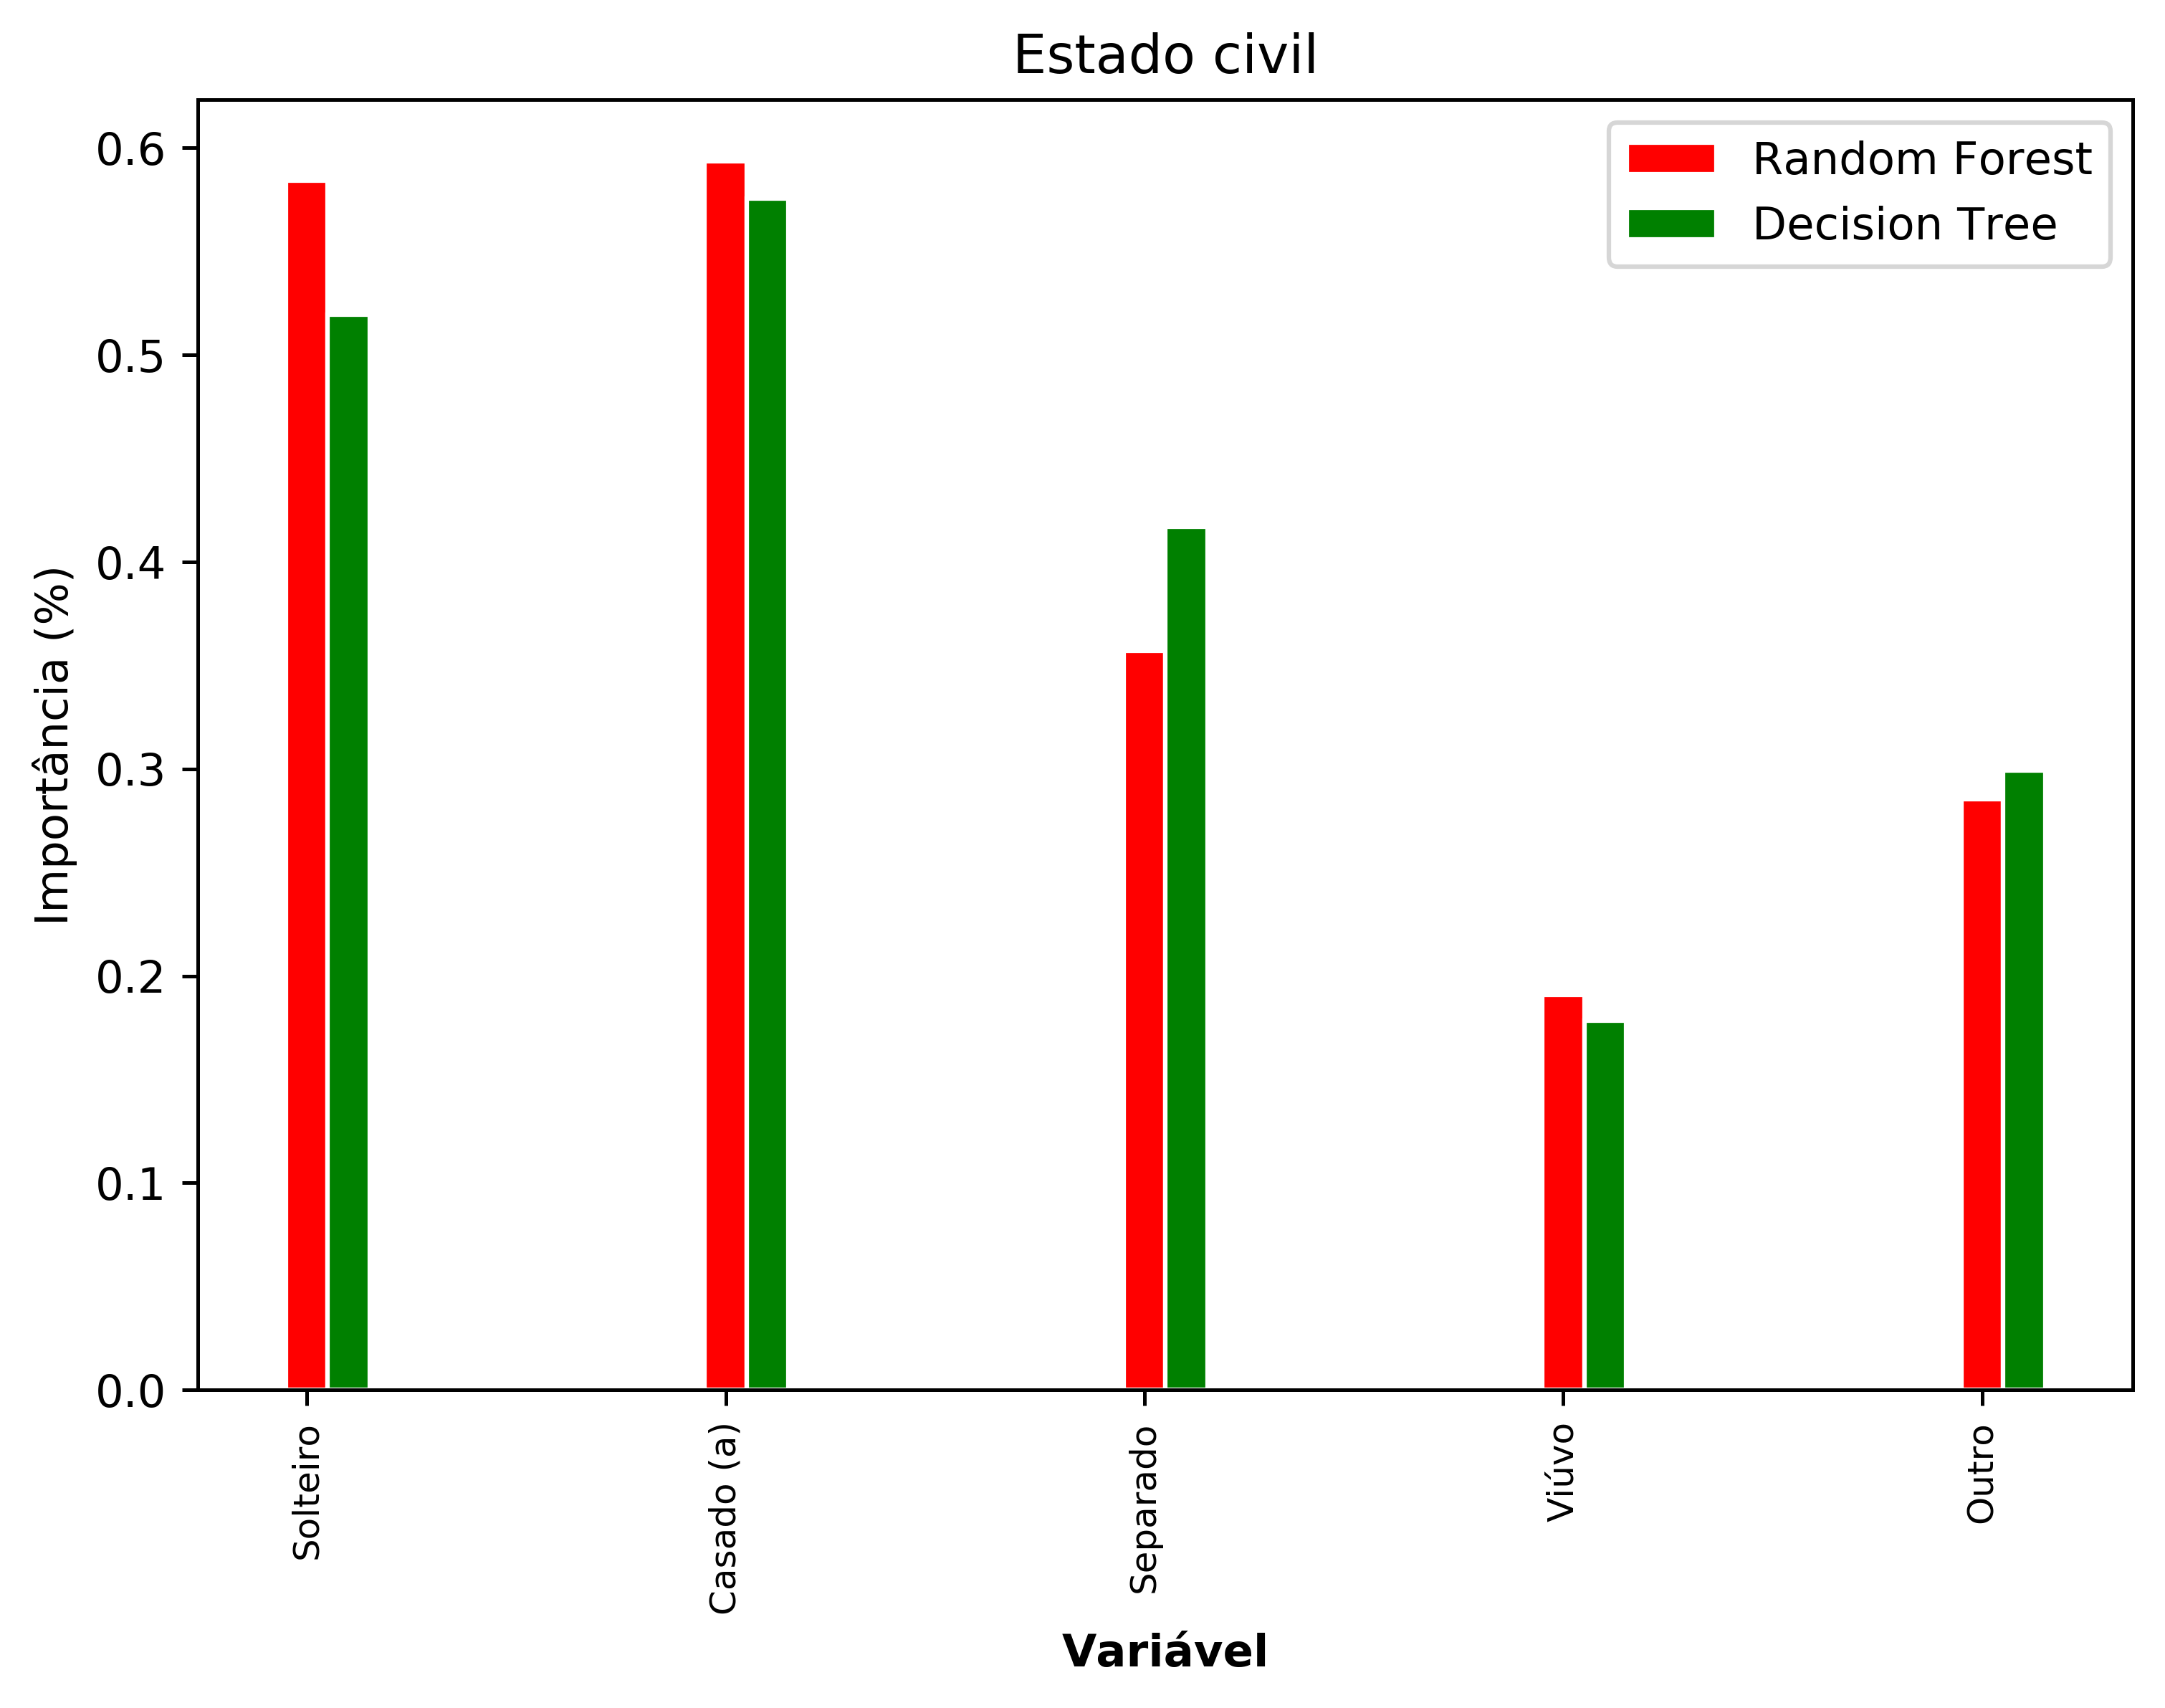 Estado civil
Random Forest
Decision Tree
Importância (%)
0.6
0.5
0.4
0.3
0.2
0.1
0.0
Solteiro
Casado (a)
Separado
Viúvo
Outro
Variável